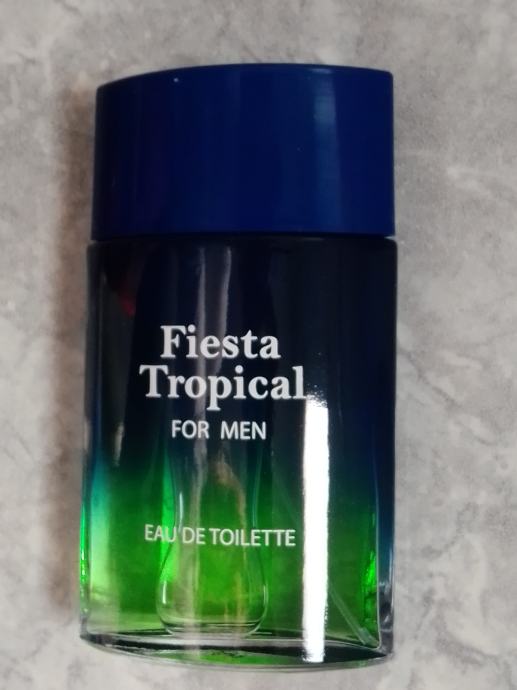 Fiesta
Tropical
FOR MEN
EAU DE TOILETTE